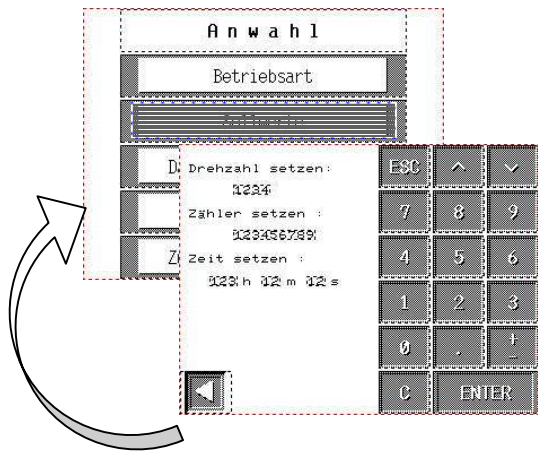 Anwahl
Betriebsart
Drehzahl setzen:
1234
Zähler setzen :
123456789
Zeit setzen :
123 h 12 m 12 s
ESC
7 8 9
4 5 6
1 2 3
0 . + -
C ENTER